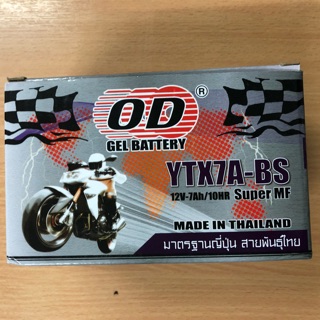 OD®
GEL BATTERY
YTX7A-BS
12V-7Ah/10HR Super MF
MADE IN THAILAND
มาตรฐานญี่ปุ่น สายพันธุ์ไทย